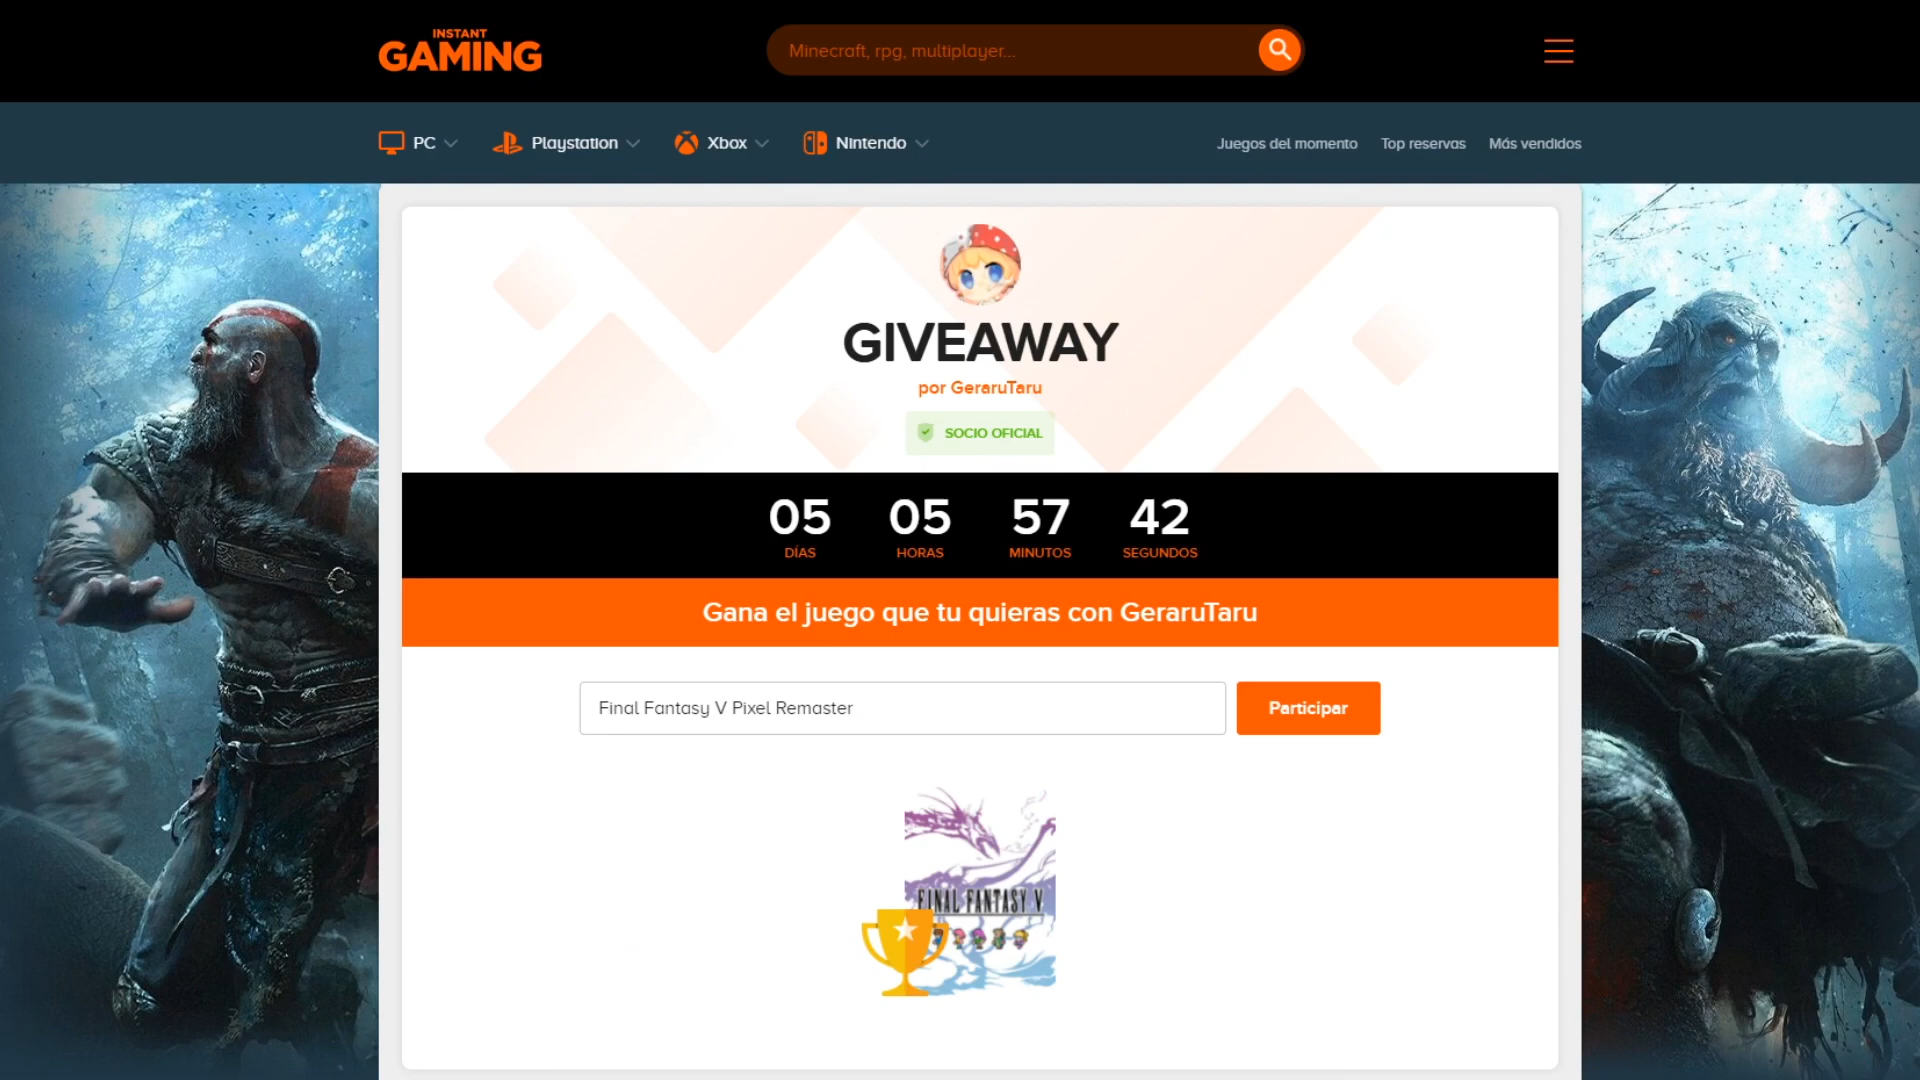 INSTANT
GAMING
Minecraft, rpg, multiplayer...
PC
Playstation
Xbox
Nintendo
Juegos del momento
Top reservas
Más vendidos
GIVEAWAY
por GeraruTaru
SOCIO OFICIAL
05 05 57 42
DÍAS HORAS MINUTOS SEGUNDOS
Gana el juego que tu quieras con GeraruTaru
Final Fantasy V Pixel Remaster
Participar
FINAL FANTASY V